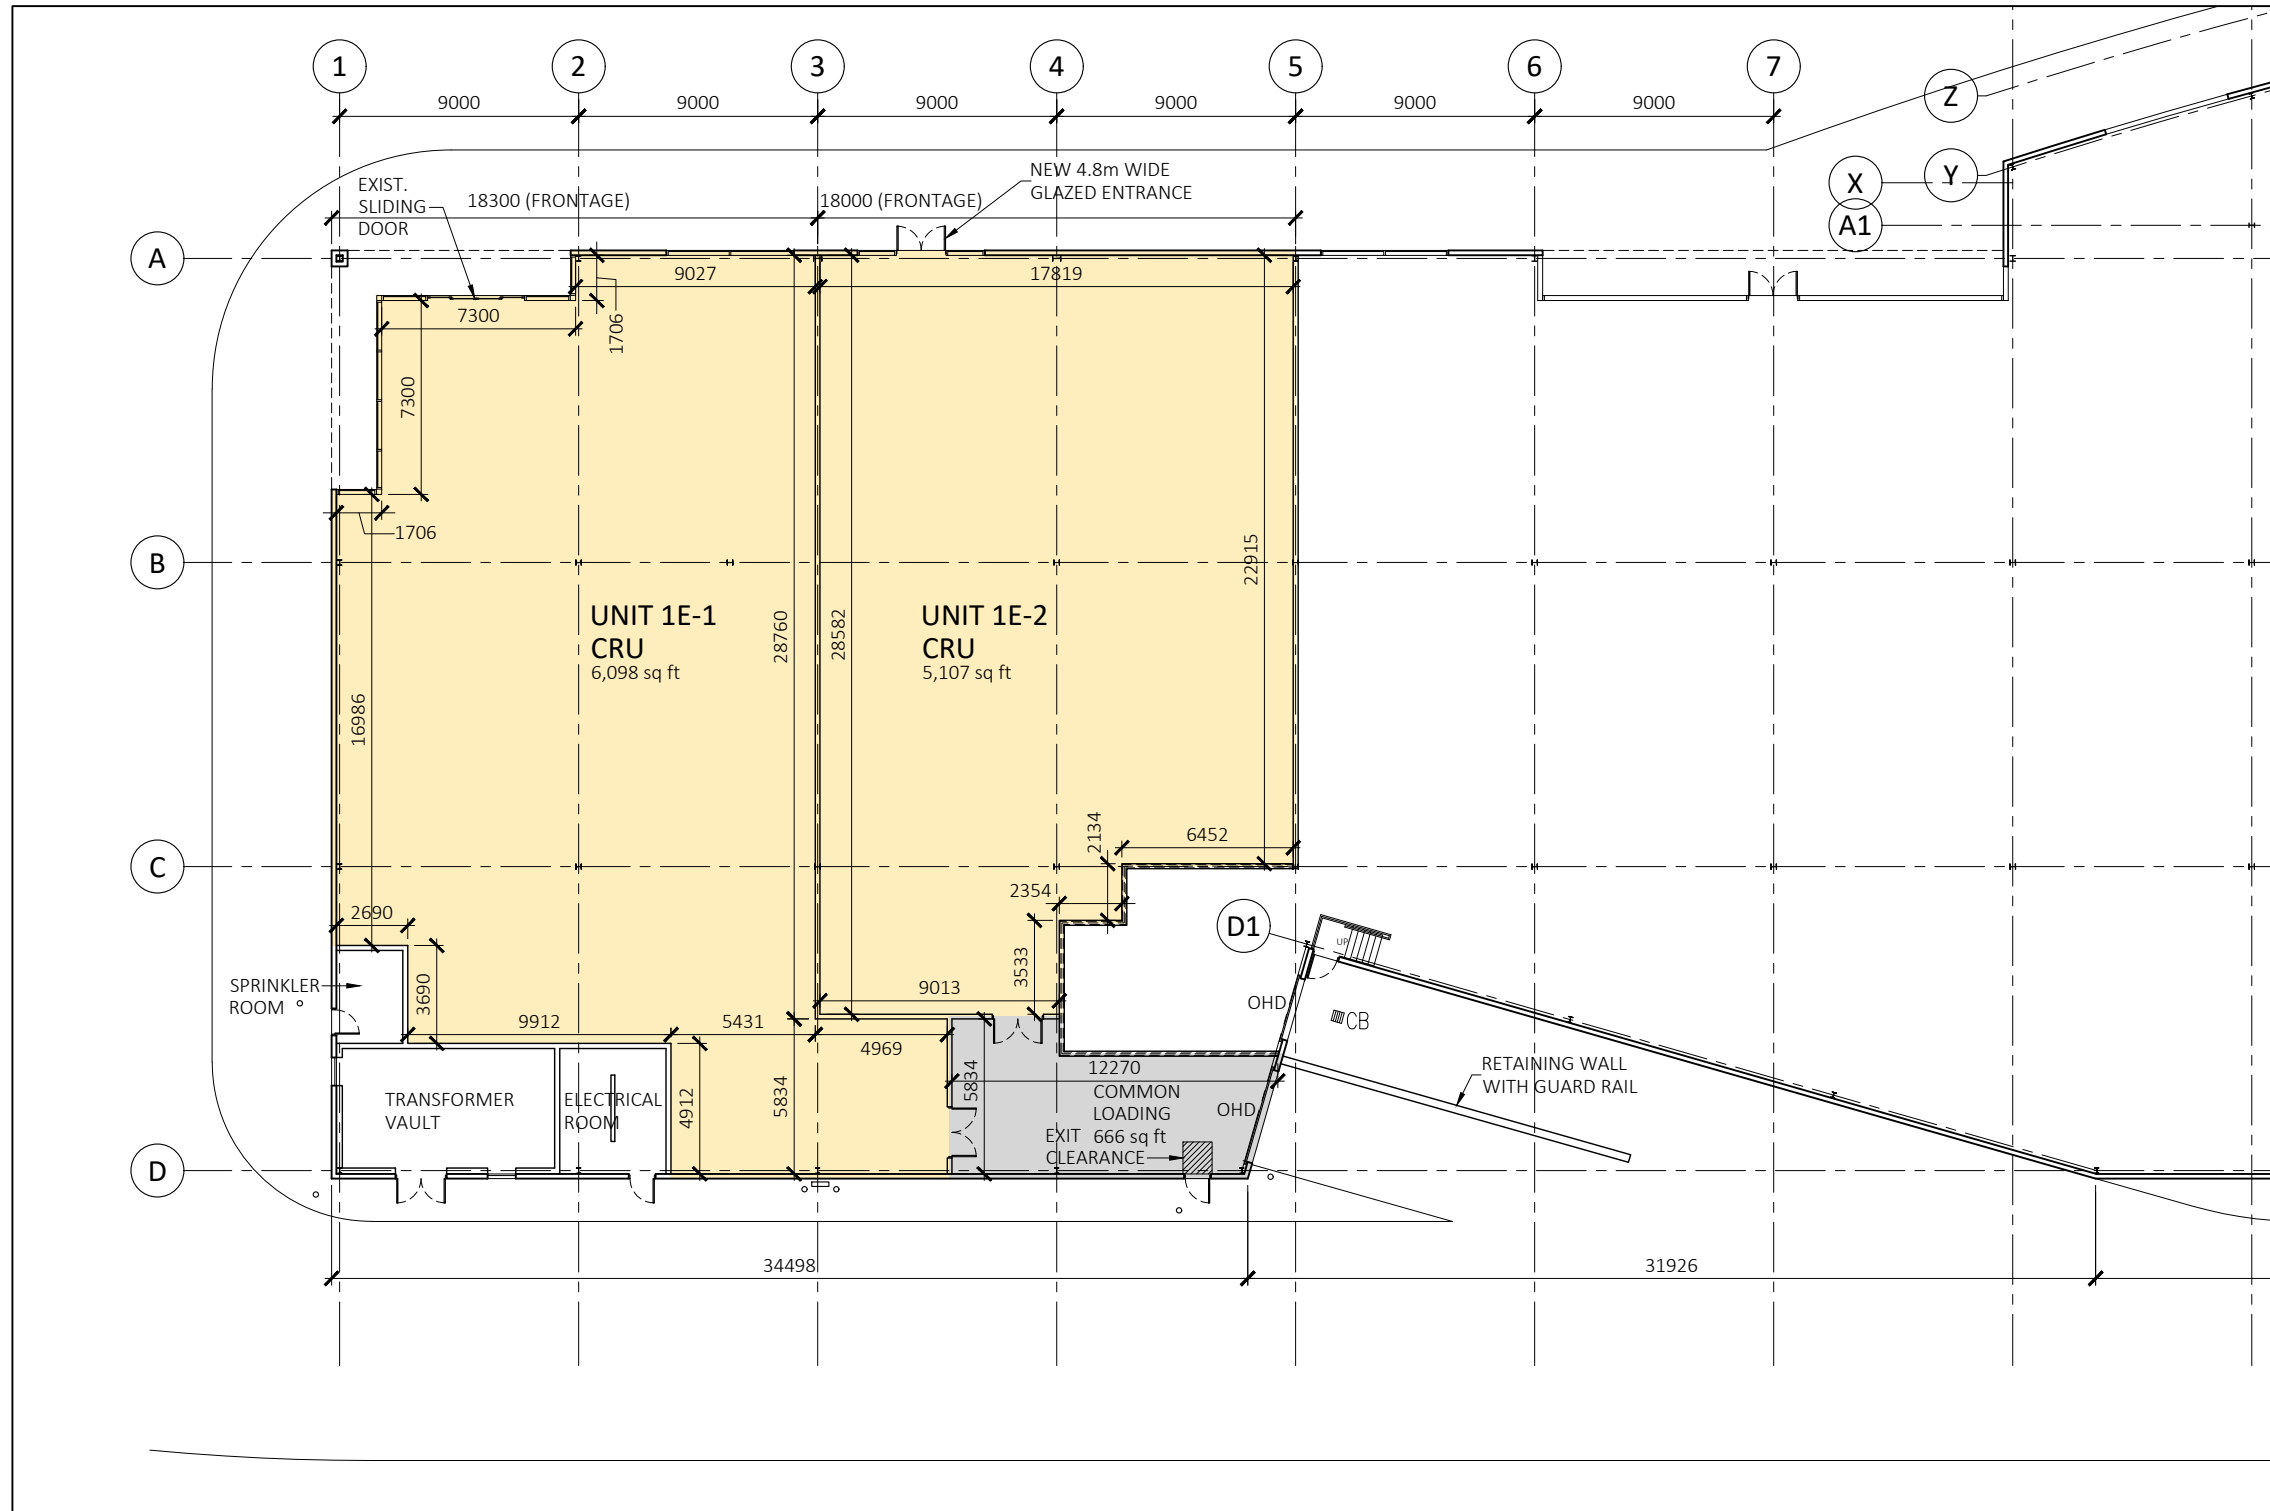 1
2
3
4
5
6
7
9000
9000
9000
9000
9000
9000
Z
Y
X
A1
EXIST.
SLIDING
DOOR
18300 (FRONTAGE)
18000 (FRONTAGE)
NEW 4.8m WIDE
GLAZED ENTRANCE
A
9027
17819
7300
1706
7300
1706
B
22915
UNIT 1E-1
CRU
6,098 sq ft
28760
28582
UNIT 1E-2
CRU
5,107 sq ft
16986
2134
6452
C
2690
2354
D1
UP
SPRINKLER
ROOM
3690
3533
9013
OHD
CB
9912
5431
4969
TRANSFORMER
VAULT
ELECTRICAL
ROOM
4912
5834
5834
12270
COMMON
LOADING
666 sq ft
EXIT
CLEARANCE
OHD
RETAINING WALL
WITH GUARD RAIL
D
34498
31926